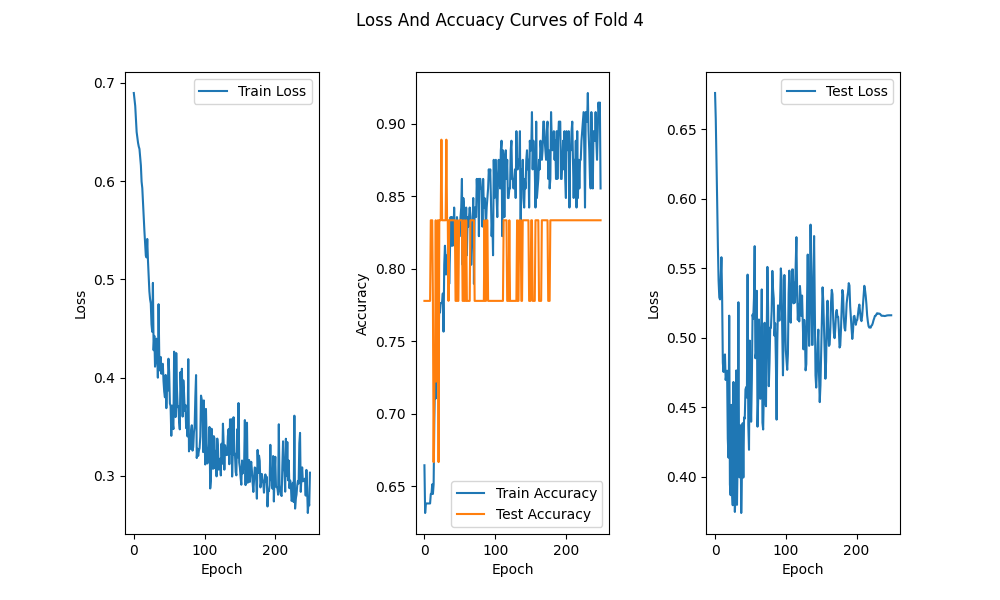 Loss And Accuacy Curves of Fold 4
Train Loss
0.7
0.6
0.5
0.4
0.3
Loss
0
100
200
Epoch
0.90
0.85
0.80
0.75
0.70
0.65
Accuracy
Train Accuracy
Test Accuracy
0
100
200
Epoch
Test Loss
0.65
0.60
0.55
0.50
0.45
0.40
Loss
0
100
200
Epoch